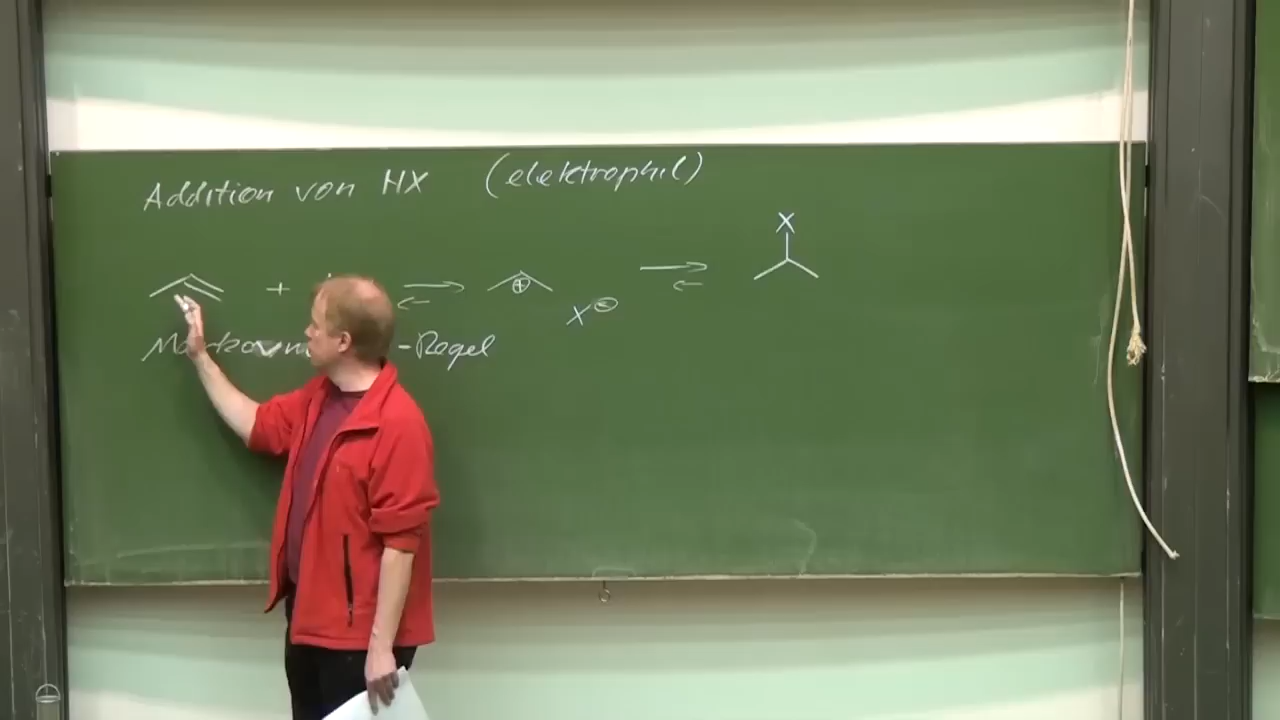 Addition von HX (elektrophil)
X
+
⊕
X⊖
-Regel